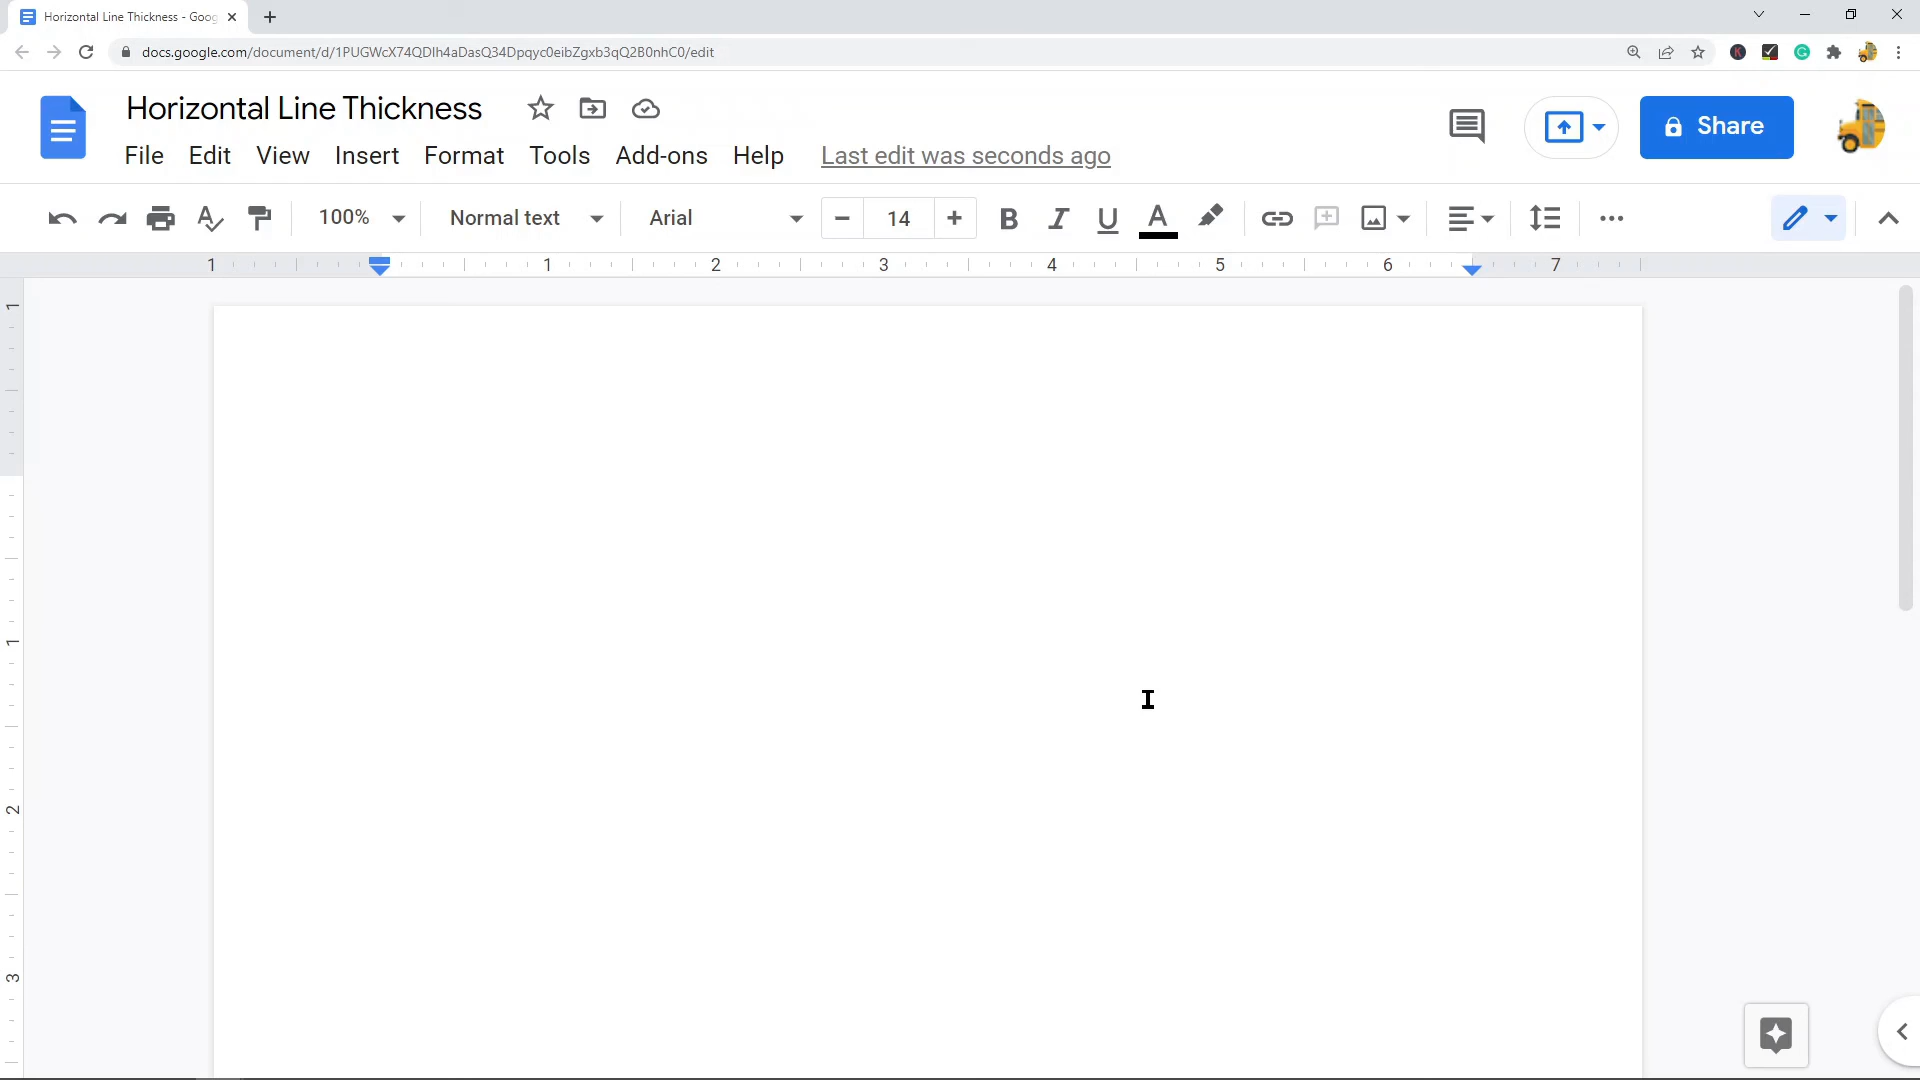 Horizontal Line Thickness - Goog
docs.google.com/document/d/1PUGWcX74QDIh4aDasQ34Dpqyc0eibZgxb3qQ2B0nhC0/edit
Horizontal Line Thickness
Share
File Edit View Insert Format Tools Add-ons Help Last edit was seconds ago
100% Normal text Arial 14 B I U A
1 1 2 3 4 5 6 7
1
1
2
3